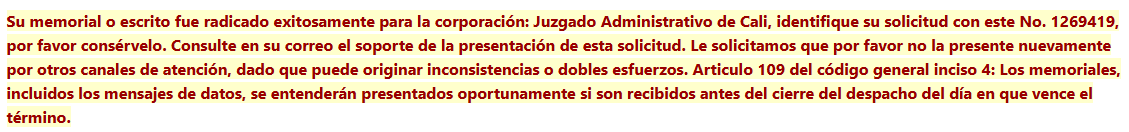 Su memorial o escrito fue radicado exitosamente para la corporación: Juzgado Administrativo de Cali, identifique su solicitud con este No. 1269419,
por favor consérvelo. Consulte en su correo el soporte de la presentación de esta solicitud. Le solicitamos que por favor no la presente nuevamente
por otros canales de atención, dado que puede originar inconsistencias o dobles esfuerzos. Articulo 109 del código general inciso 4: Los memoriales,
incluidos los mensajes de datos, se entenderán presentados oportunamente si son recibidos antes del cierre del despacho del día en que vence el
término.